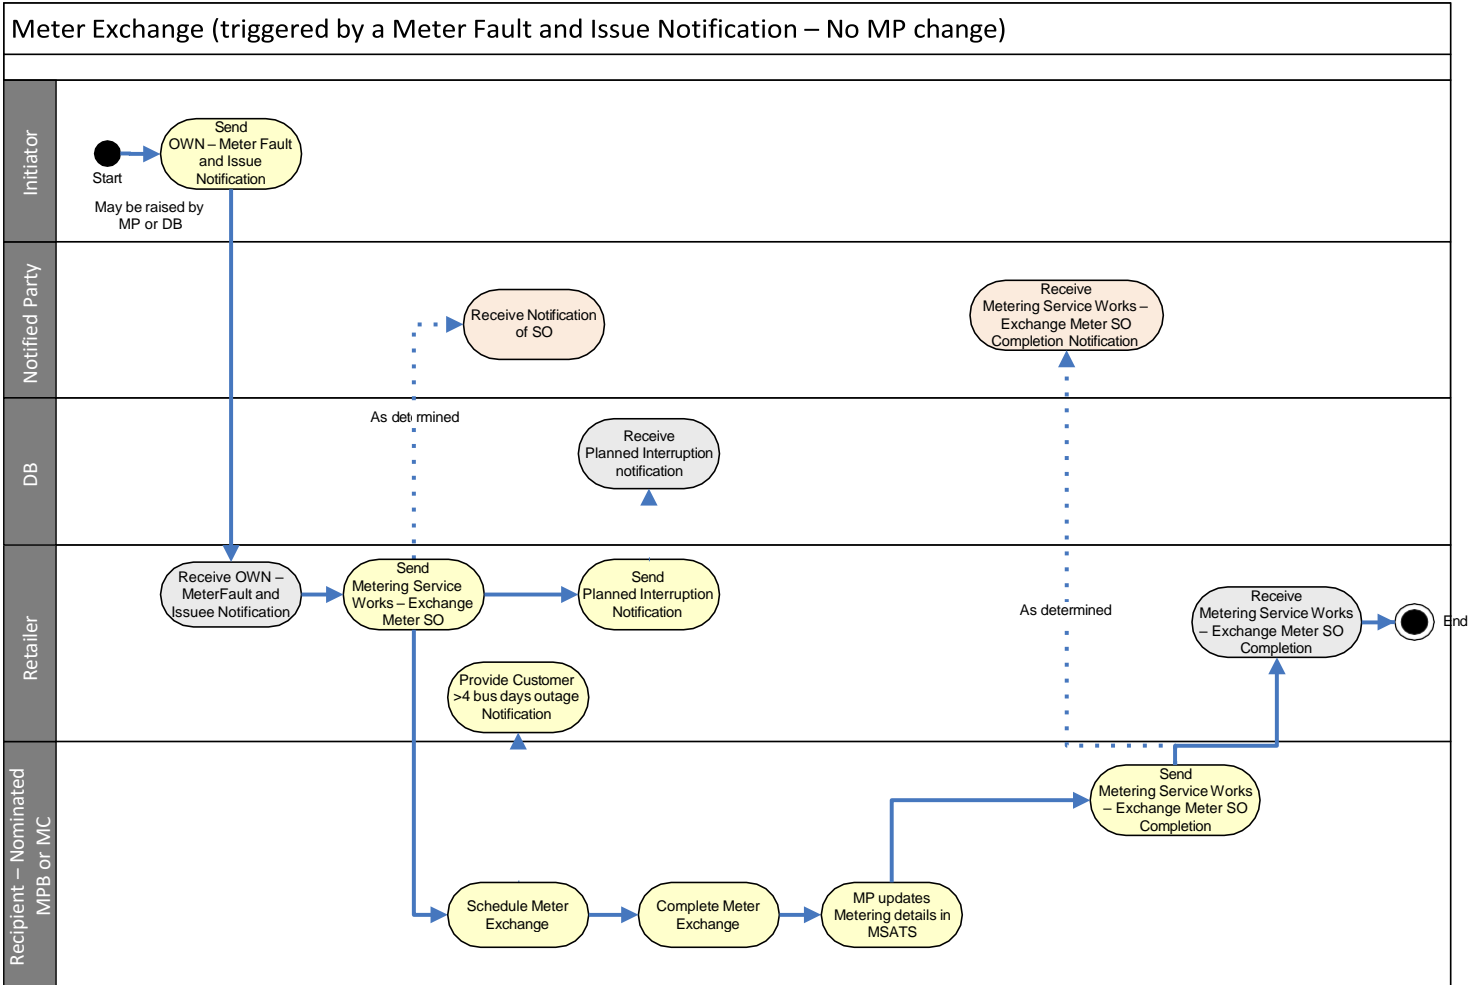 Meter Exchange (triggered by a Meter Fault and Issue Notification – No MP change)
Initiator
Start
May be raised by
MP or DB
Send
OWN – Meter Fault
and Issue
Notification
Notified Party
Receive Notification
of SO
Receive
Metering Service Works –
Exchange Meter SO
Completion Notification
DB
As determined
Receive
Planned Interruption
notification
Retailer
Receive OWN –
MeterFault and
Issuee Notification
Send
Metering Service
Works – Exchange
Meter SO
Send
Planned Interruption
Notification
Provide Customer
>4 bus days outage
Notification
As determined
Receive
Metering Service Works
– Exchange Meter SO
Completion
End
Recipient – Nominated
MPB or MC
Schedule Meter
Exchange
Complete Meter
Exchange
MP updates
Metering details in
MSATS
Send
Metering Service Works
– Exchange Meter SO
Completion